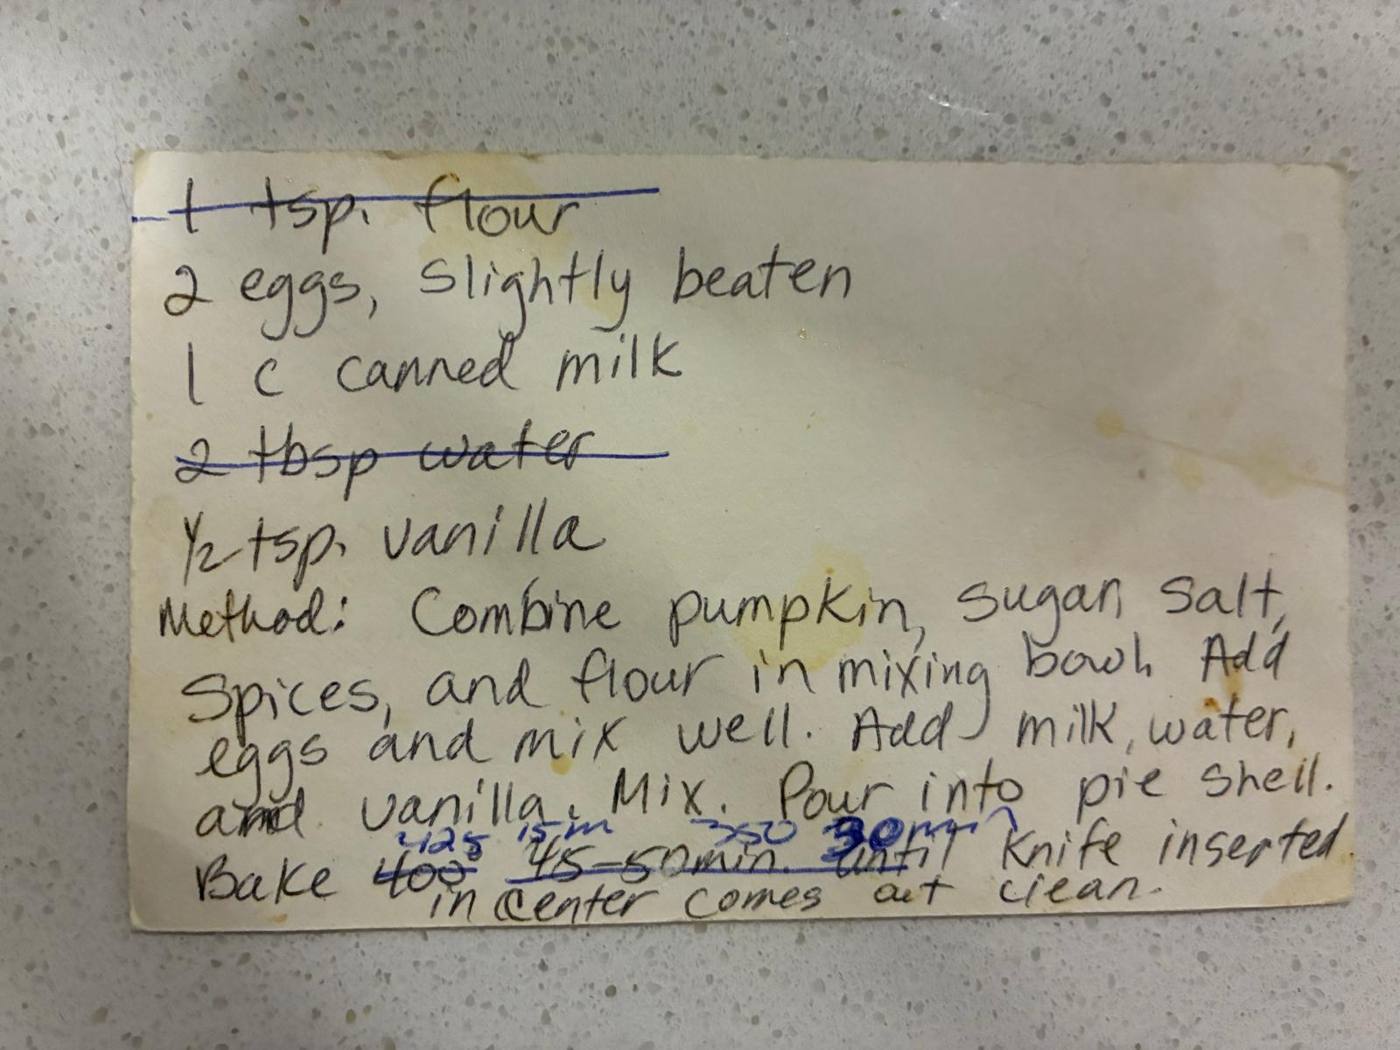 1 tsp. flour
2 eggs, slightly beaten
1 c canned milk
2 tbsp water
1/2 tsp. vanilla
Method: Combine pumpkin, sugar, salt,
spices, and flour in mixing bowl. Add
eggs and mix well. Add milk, water,
and vanilla. Mix. Pour into pie shell.
425 15 m 350 30 min
Bake 400 45-50 min. until knife inserted
in center comes out clean.